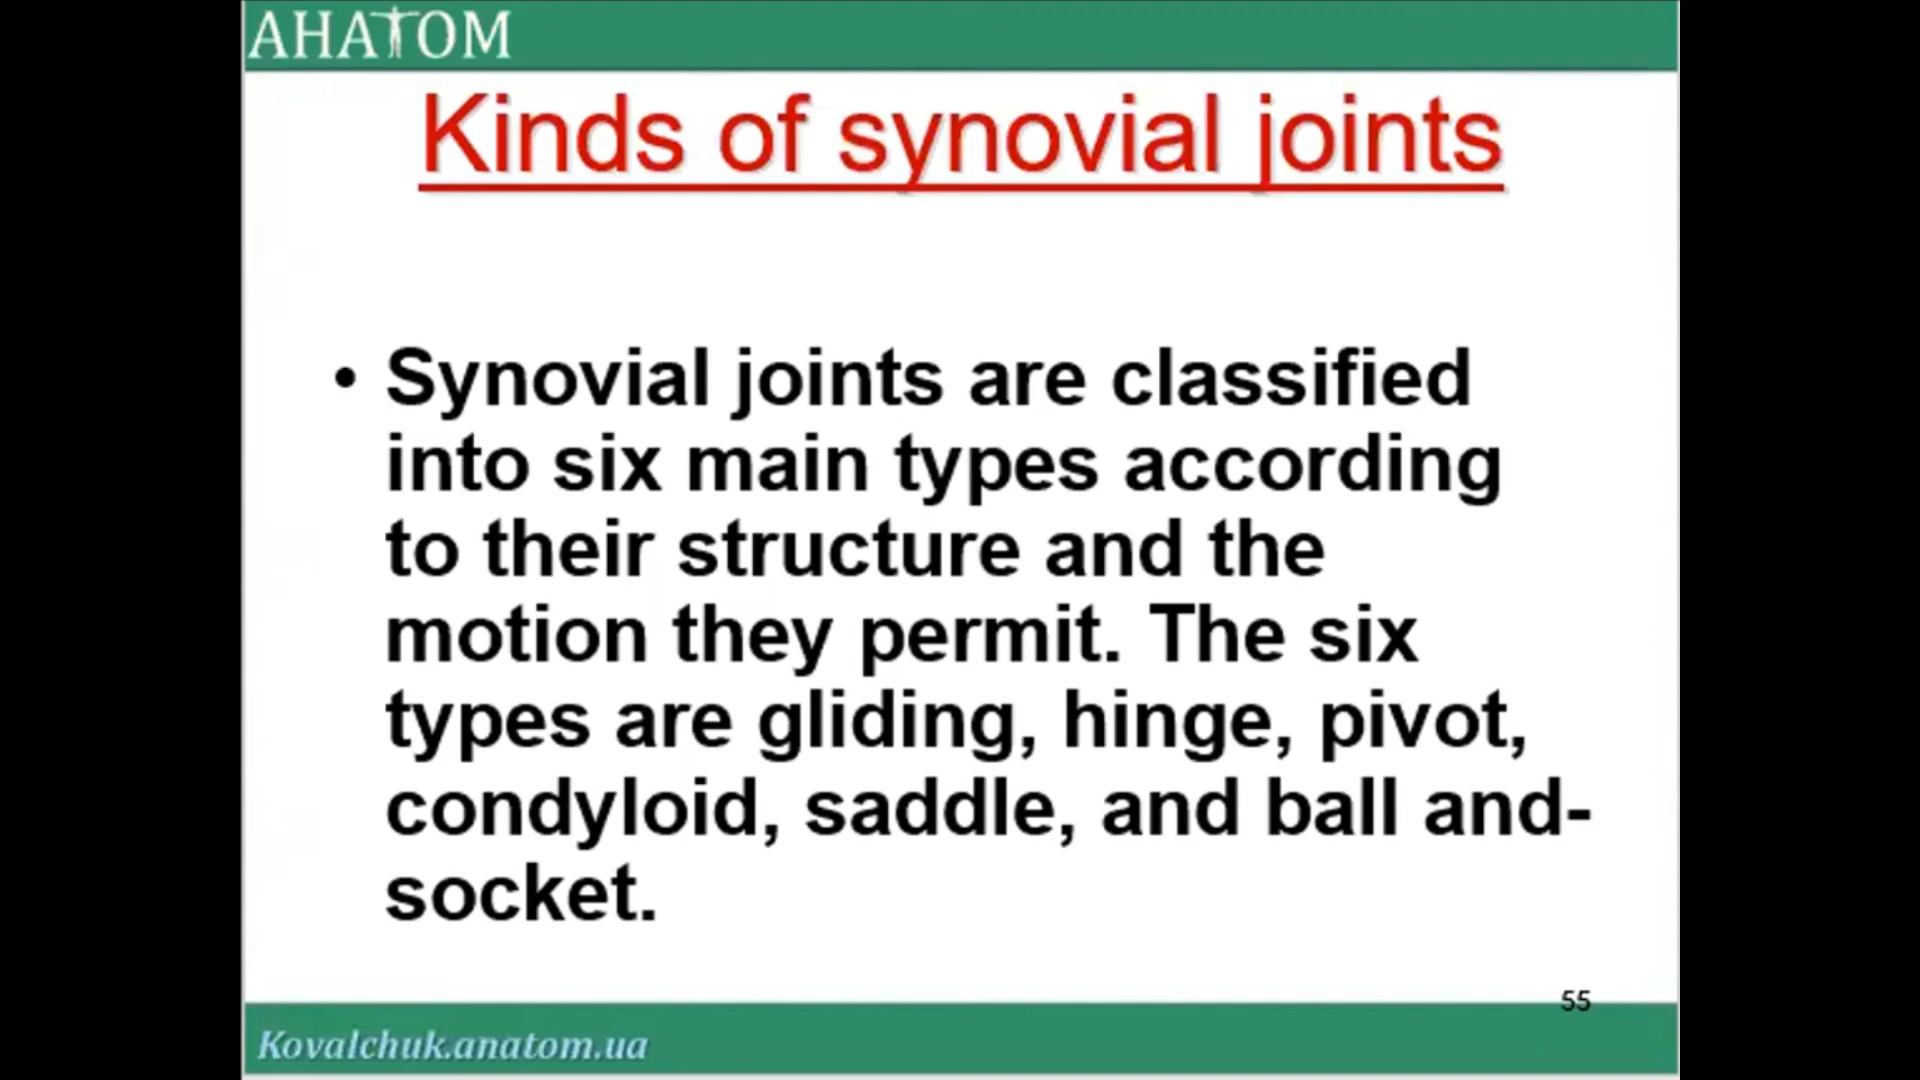 АНАТОМ
Kinds of synovial joints
• Synovial joints are classified
into six main types according
to their structure and the
motion they permit. The six
types are gliding, hinge, pivot,
condyloid, saddle, and ball and-
socket.
55
Kovalchuk.anatom.ua